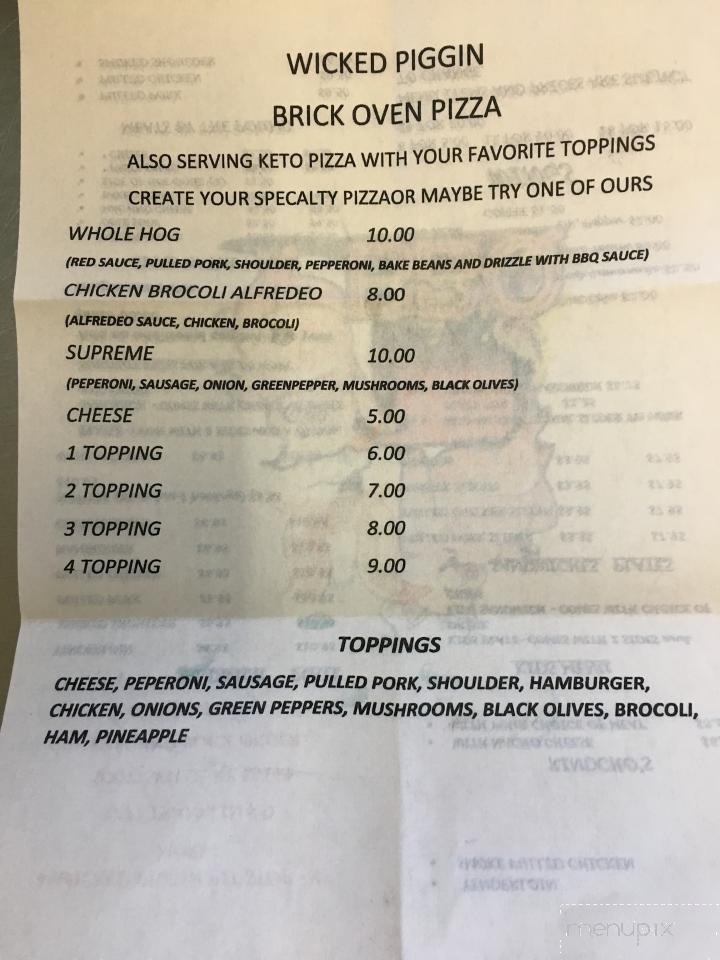 WICKED PIGGIN
BRICK OVEN PIZZA
ALSO SERVING KETO PIZZA WITH YOUR FAVORITE TOPPINGS
CREATE YOUR SPECALTY PIZZAOR MAYBE TRY ONE OF OURS
WHOLE HOG 10.00
(RED SAUCE, PULLED PORK, SHOULDER, PEPPERONI, BAKE BEANS AND DRIZZLE WITH BBQ SAUCE)
CHICKEN BROCOLI ALFREDEO 8.00
(ALFREDEO SAUCE, CHICKEN, BROCOLI)
SUPREME 10.00
(PEPERONI, SAUSAGE, ONION, GREENPEPPER, MUSHROOMS, BLACK OLIVES)
CHEESE 5.00
1 TOPPING 6.00
2 TOPPING 7.00
3 TOPPING 8.00
4 TOPPING 9.00
TOPPINGS
CHEESE, PEPERONI, SAUSAGE, PULLED PORK, SHOULDER, HAMBURGER,
CHICKEN, ONIONS, GREEN PEPPERS, MUSHROOMS, BLACK OLIVES, BROCOLI,
HAM, PINEAPPLE
menupix